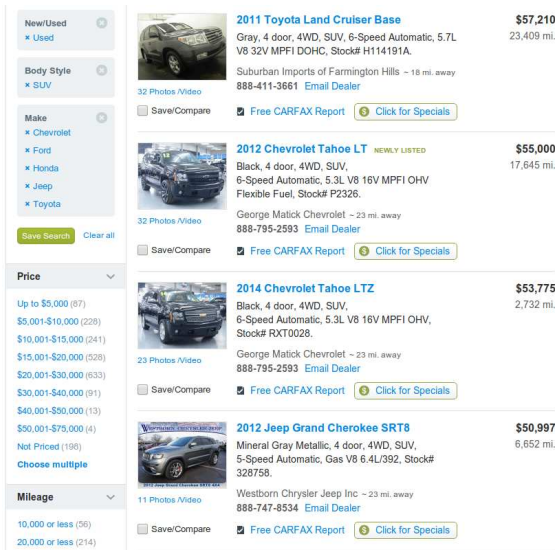 New/Used
× Used
Body Style
× SUV
Make
× Chevrolet
× Ford
× Honda
× Jeep
× Toyota
Save Search Clear all
Price
Up to $5,000 (87)
$5,001-$10,000 (228)
$10,001-$15,000 (241)
$15,001-$20,000 (528)
$20,001-$30,000 (633)
$30,001-$40,000 (91)
$40,001-$50,000 (13)
$50,001-$75,000 (4)
Not Priced (198)
Choose multiple
Mileage
10,000 or less (56)
20,000 or less (214)
2011 Toyota Land Cruiser Base $57,210
Gray, 4 door, 4WD, SUV, 6-Speed Automatic, 5.7L 23,409 mi.
V8 32V MPFI DOHC, Stock# H114191A.
Suburban Imports of Farmington Hills ~ 18 mi. away
32 Photos /Video 888-411-3661 Email Dealer
Save/Compare Free CARFAX Report $ Click for Specials
2012 Chevrolet Tahoe LT NEWLY LISTED $55,000
Black, 4 door, 4WD, SUV, 17,645 mi.
6-Speed Automatic, 5.3L V8 16V MPFI OHV
Flexible Fuel, Stock# P2326.
George Matick Chevrolet ~ 23 mi. away
32 Photos /Video 888-795-2593 Email Dealer
Save/Compare Free CARFAX Report $ Click for Specials
2014 Chevrolet Tahoe LTZ $53,775
Black, 4 door, 4WD, SUV, 2,732 mi.
6-Speed Automatic, 5.3L V8 16V MPFI OHV,
Stock# RXT0028.
George Matick Chevrolet ~ 23 mi. away
23 Photos /Video 888-795-2593 Email Dealer
Save/Compare Free CARFAX Report $ Click for Specials
2012 Jeep Grand Cherokee SRT8 $50,997
Mineral Gray Metallic, 4 door, 4WD, SUV, 6,652 mi.
5-Speed Automatic, Gas V8 6.4L/392, Stock#
328758.
2012 Jeep Grand Cherokee SRT8 4X4
Westborn Chrysler Jeep Inc ~ 23 mi. away
11 Photos /Video 888-747-8534 Email Dealer
Save/Compare Free CARFAX Report $ Click for Specials